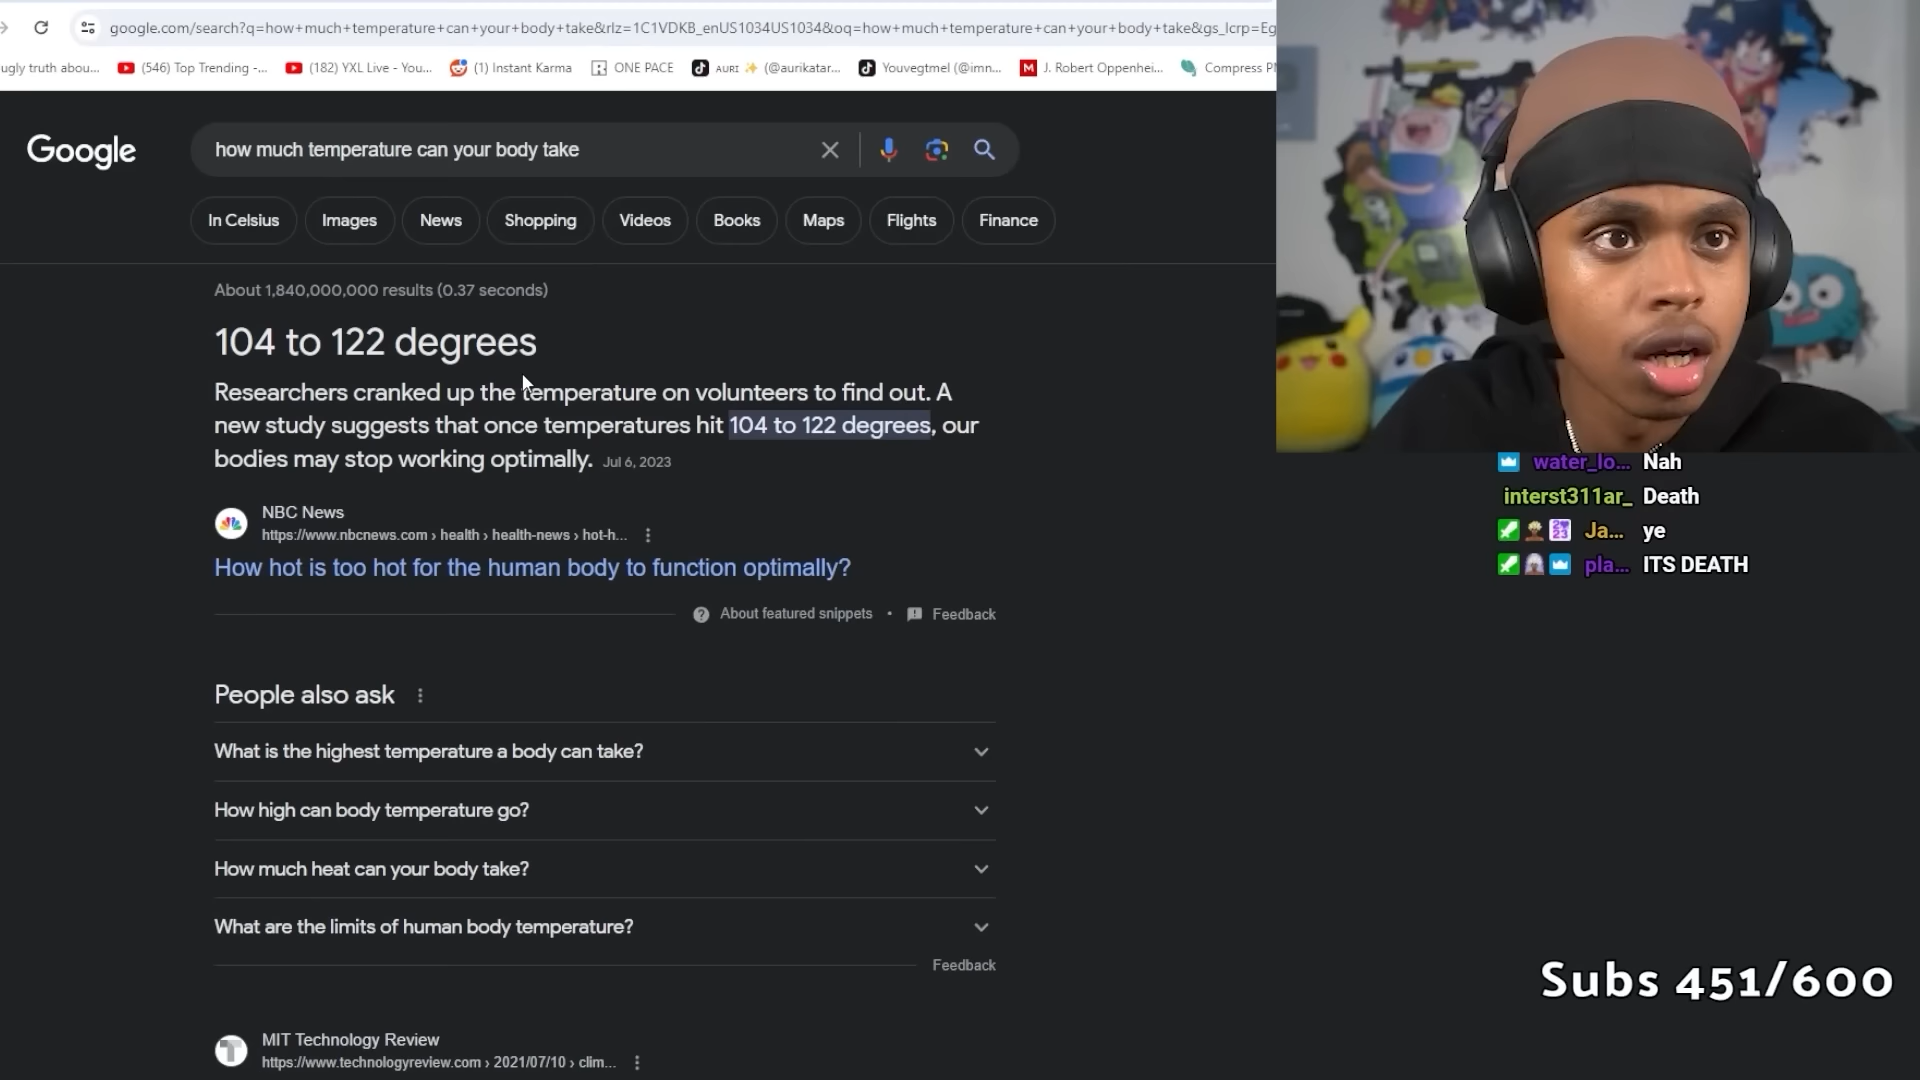 google.com/search?q=how+much+temperature+can+your+body+take&rlz=1C1VDKB_enUS1034US1034&oq=how+much+temperature+can+your+body+take&gs_lcrp=Eg
ugly truth abou... (546) Top Trending -... (182) YXL Live - You... (1) Instant Karma ONE PACE AURI ✨ (@aurikatar... Youvegtmel (@imn... J. Robert Oppenhei... Compress P
Google
how much temperature can your body take
In Celsius Images News Shopping Videos Books Maps Flights Finance
About 1,840,000,000 results (0.37 seconds)
104 to 122 degrees
Researchers cranked up the temperature on volunteers to find out. A
new study suggests that once temperatures hit 104 to 122 degrees, our
bodies may stop working optimally. Jul 6, 2023
NBC News
https://www.nbcnews.com › health › health-news › hot-h...
How hot is too hot for the human body to function optimally?
About featured snippets • Feedback
People also ask
What is the highest temperature a body can take?
How high can body temperature go?
How much heat can your body take?
What are the limits of human body temperature?
Feedback
MIT Technology Review
https://www.technologyreview.com › 2021/07/10 › clim...
water_lo... Nah
interst311ar_ Death
Ja... ye
pla... ITS DEATH
Subs 451/600